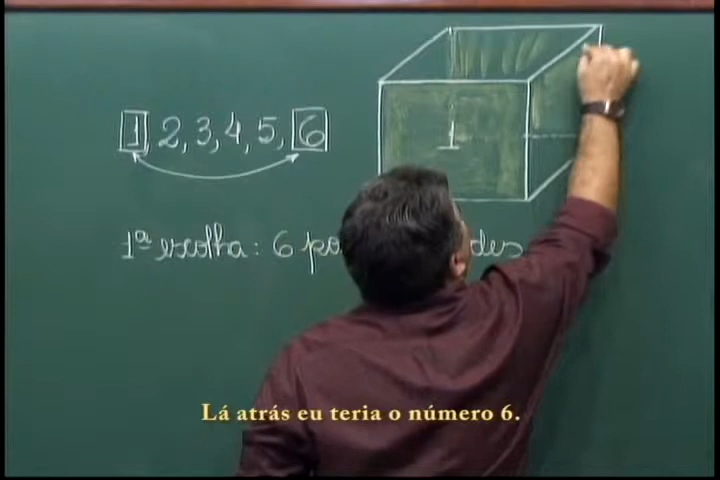 1, 2, 3, 4, 5, 6
1
1ª escolha: 6 po des
Lá atrás eu teria o número 6.